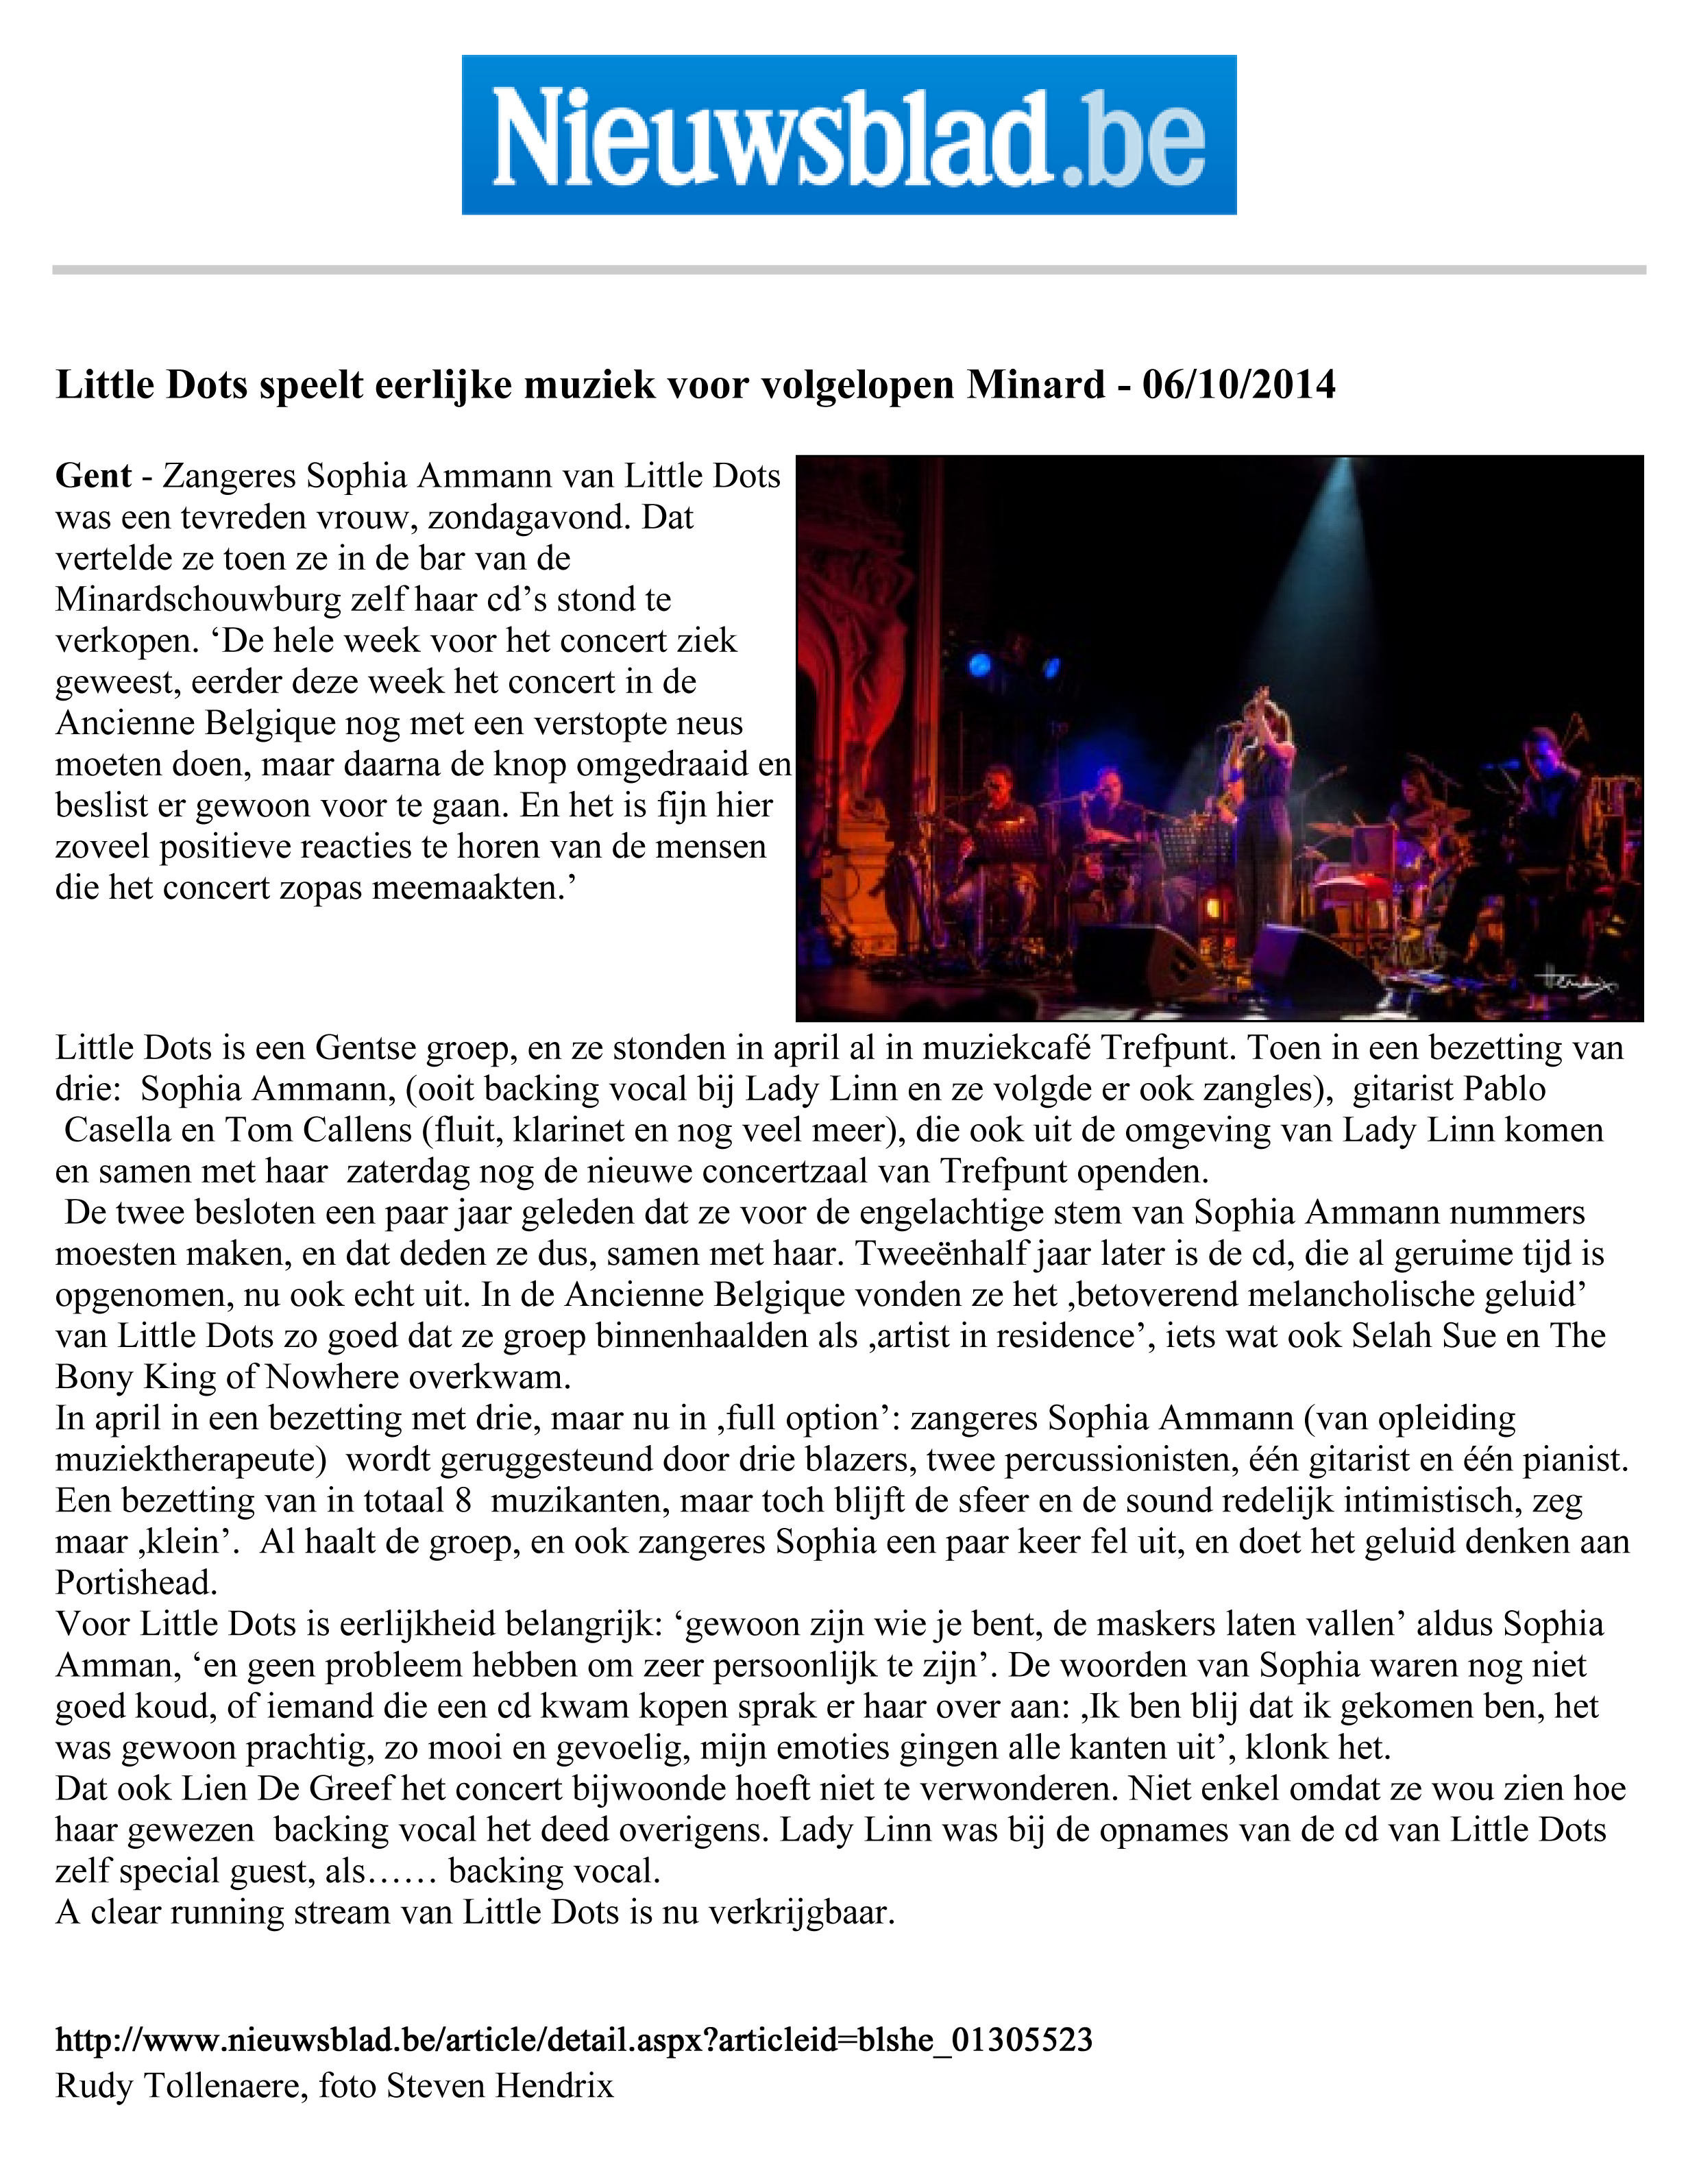 Nieuwsblad.be
Little Dots speelt eerlijke muziek voor volgelopen Minard - 06/10/2014
Gent - Zangeres Sophia Ammann van Little Dots
was een tevreden vrouw, zondagavond. Dat
vertelde ze toen ze in de bar van de
Minardschouwburg zelf haar cd’s stond te
verkopen. ‘De hele week voor het concert ziek
geweest, eerder deze week het concert in de
Ancienne Belgique nog met een verstopte neus
moeten doen, maar daarna de knop omgedraaid en
beslist er gewoon voor te gaan. En het is fijn hier
zoveel positieve reacties te horen van de mensen
die het concert zopas meemaakten.’
Hendrix
Little Dots is een Gentse groep, en ze stonden in april al in muziekcafé Trefpunt. Toen in een bezetting van
drie:  Sophia Ammann, (ooit backing vocal bij Lady Linn en ze volgde er ook zangles),  gitarist Pablo
Casella en Tom Callens (fluit, klarinet en nog veel meer), die ook uit de omgeving van Lady Linn komen
en samen met haar  zaterdag nog de nieuwe concertzaal van Trefpunt openden.
De twee besloten een paar jaar geleden dat ze voor de engelachtige stem van Sophia Ammann nummers
moesten maken, en dat deden ze dus, samen met haar. Tweeënhalf jaar later is de cd, die al geruime tijd is
opgenomen, nu ook echt uit. In de Ancienne Belgique vonden ze het ‚betoverend melancholische geluid’
van Little Dots zo goed dat ze groep binnenhaalden als ‚artist in residence’, iets wat ook Selah Sue en The
Bony King of Nowhere overkwam.
In april in een bezetting met drie, maar nu in ‚full option’: zangeres Sophia Ammann (van opleiding
muziektherapeute)  wordt geruggesteund door drie blazers, twee percussionisten, één gitarist en één pianist.
Een bezetting van in totaal 8  muzikanten, maar toch blijft de sfeer en de sound redelijk intimistisch, zeg
maar ‚klein’.  Al haalt de groep, en ook zangeres Sophia een paar keer fel uit, en doet het geluid denken aan
Portishead.
Voor Little Dots is eerlijkheid belangrijk: ‘gewoon zijn wie je bent, de maskers laten vallen’ aldus Sophia
Amman, ‘en geen probleem hebben om zeer persoonlijk te zijn’. De woorden van Sophia waren nog niet
goed koud, of iemand die een cd kwam kopen sprak er haar over aan: ‚Ik ben blij dat ik gekomen ben, het
was gewoon prachtig, zo mooi en gevoelig, mijn emoties gingen alle kanten uit’, klonk het.
Dat ook Lien De Greef het concert bijwoonde hoeft niet te verwonderen. Niet enkel omdat ze wou zien hoe
haar gewezen  backing vocal het deed overigens. Lady Linn was bij de opnames van de cd van Little Dots
zelf special guest, als…… backing vocal.
A clear running stream van Little Dots is nu verkrijgbaar.
http://www.nieuwsblad.be/article/detail.aspx?articleid=blshe_01305523
Rudy Tollenaere, foto Steven Hendrix